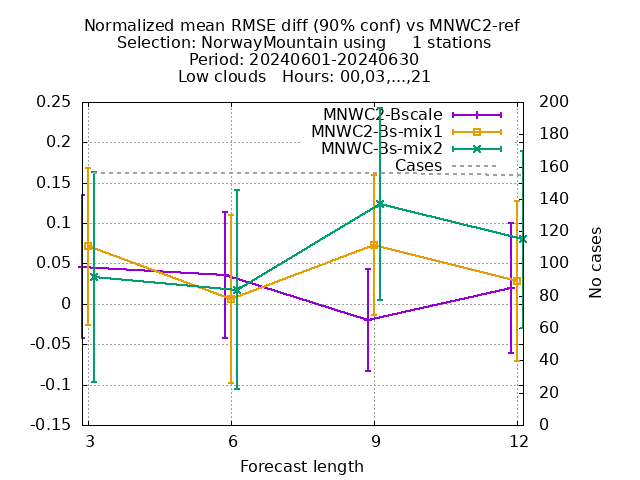 Normalized mean RMSE diff (90% conf) vs MNWC2-ref
Selection: NorwayMountain using 1 stations
Period: 20240601-20240630
Low clouds Hours: 00,03,...,21
MNWC2-Bscale
MNWC2-Bs-mix1
MNWC-Bs-mix2
Cases
0.25
0.2
0.15
0.1
0.05
0
-0.05
-0.1
-0.15
200
180
160
140
120
100
80
60
40
20
0
No cases
3 6 9 12
Forecast length